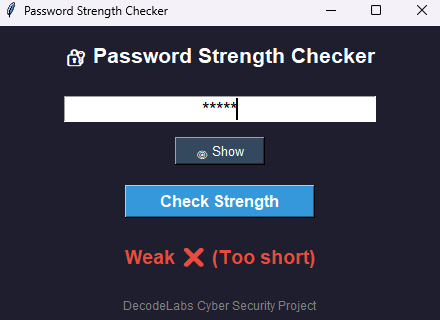 Password Strength Checker
🔐 Password Strength Checker
*****
Show
Check Strength
Weak ❌ (Too short)
DecodeLabs Cyber Security Project